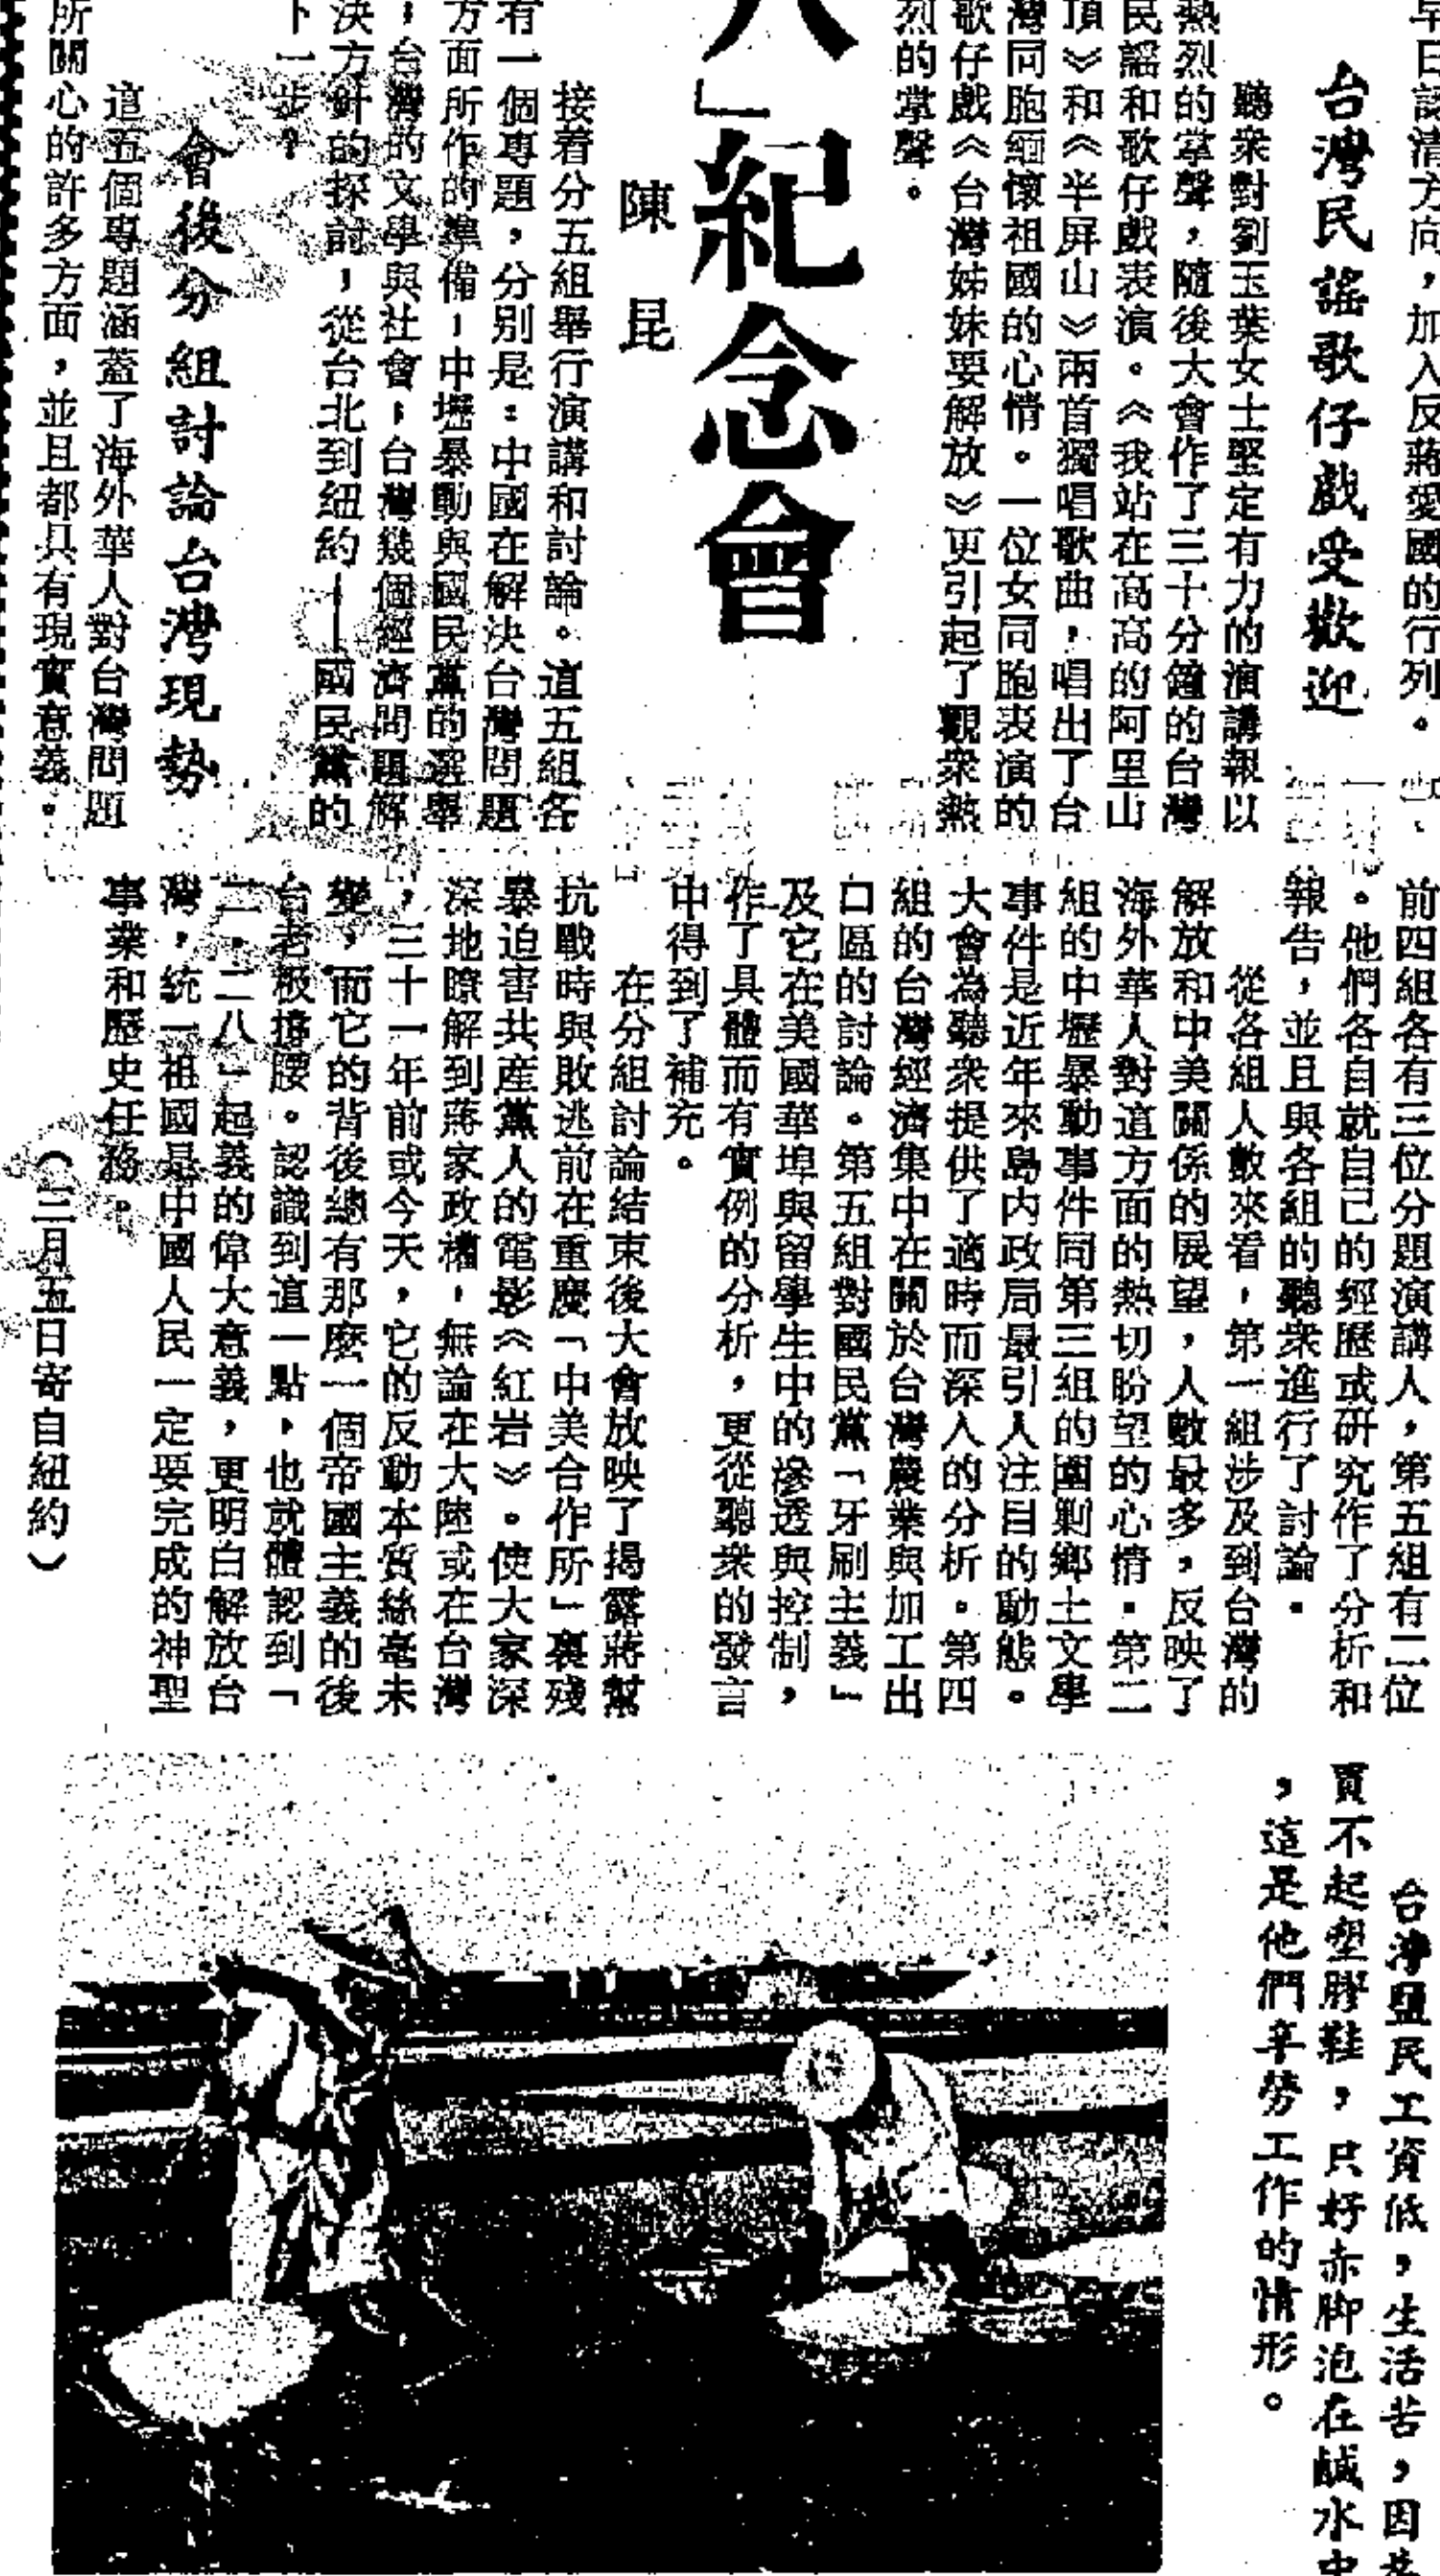 早日認清方向，加入反蔣愛國的行列。
台灣民謠歌仔戲受歡迎
聽衆對劉玉葉女士堅定有力的演講報以
熱烈的掌聲，隨後大會作了三十分鐘的台灣
民謠和歌仔戲表演。《我站在高高的阿里山
頂》和《半屏山》兩首獨唱歌曲，唱出了台
灣同胞緬懷祖國的心情。一位女同胞表演的
歌仔戲《台灣姊妹要解放》更引起了觀衆熱
烈的掌聲。
八」紀念會
陳昆
接着分五組舉行演講和討論。這五組各
有一個專題，分别是：中國在解決台灣問題
方面所作的準備；中壢暴動與國民黨的選舉
；台灣的文學與社會；台灣幾個經濟問題解
決方針的探討；從台北到紐約——國民黨的
下一步？
會後分組討論台灣現勢
這五個專題涵蓋了海外華人對台灣問題
所關心的許多方面，並且都具有現實意義。
前四組各有三位分題演講人，第五組有二位
。他們各自就自己的經歷或研究作了分析和
報告，並且與各組的聽衆進行了討論。
從各組人數來看，第一組涉及到台灣的
解放和中美關係的展望，人數最多，反映了
海外華人對這方面的熱切盼望的心情。第二
組的中壢暴動事件同第三組的圍剿鄉土文學
事件是近年來島内政局最引人注目的動態。
大會為聽衆提供了適時而深入的分析。第四
組的台灣經濟集中在關於台灣農業與加工出
口區的討論。第五組對國民黨「牙刷主義」
及它在美國華埠與留學生中的滲透與控制，
作了具體而有實例的分析，更從聽衆的發言
中得到了補充。
在分組討論結束後大會放映了揭露蔣幫
抗戰時與敗逃前在重慶「中美合作所」裏殘
暴迫害共産黨人的電影《紅岩》。使大家深
深地瞭解到蔣家政權，無論在大陸或在台灣
，三十一年前或今天，它的反動本質絲毫未
變，而它的背後總有那麽一個帝國主義的後
台老板撐腰。認識到這一點，也就體認到「
二．二八」起義的偉大意義，更明白解放台
灣，統一祖國是中國人民一定要完成的神聖
事業和歷史任務。
（三月五日寄自紐約）
台灣鹽民工資低，生活苦，因為
買不起塑膠鞋，只好赤脚泡在鹹水中
，這是他們辛勞工作的情形。